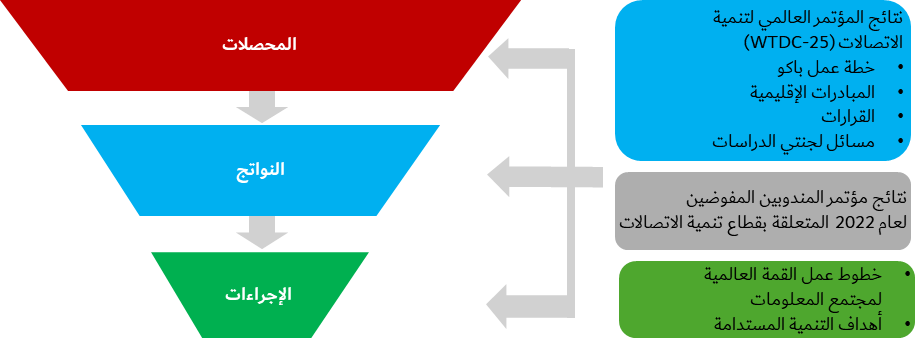 نتائج المؤتمر العالمي لتنمية
الاتصالات (WTDC-25)
• خطة عمل باكو
• المبادرات الإقليمية
• القرارات
• مسائل لجنتي الدراسات
نتائج مؤتمر المندوبين المفوضين
لعام 2022 المتعلقة بقطاع تنمية الاتصالات
• خطوط عمل القمة العالمية
لمجتمع المعلومات
• أهداف التنمية المستدامة
المحصلات
النواتج
الإجراءات